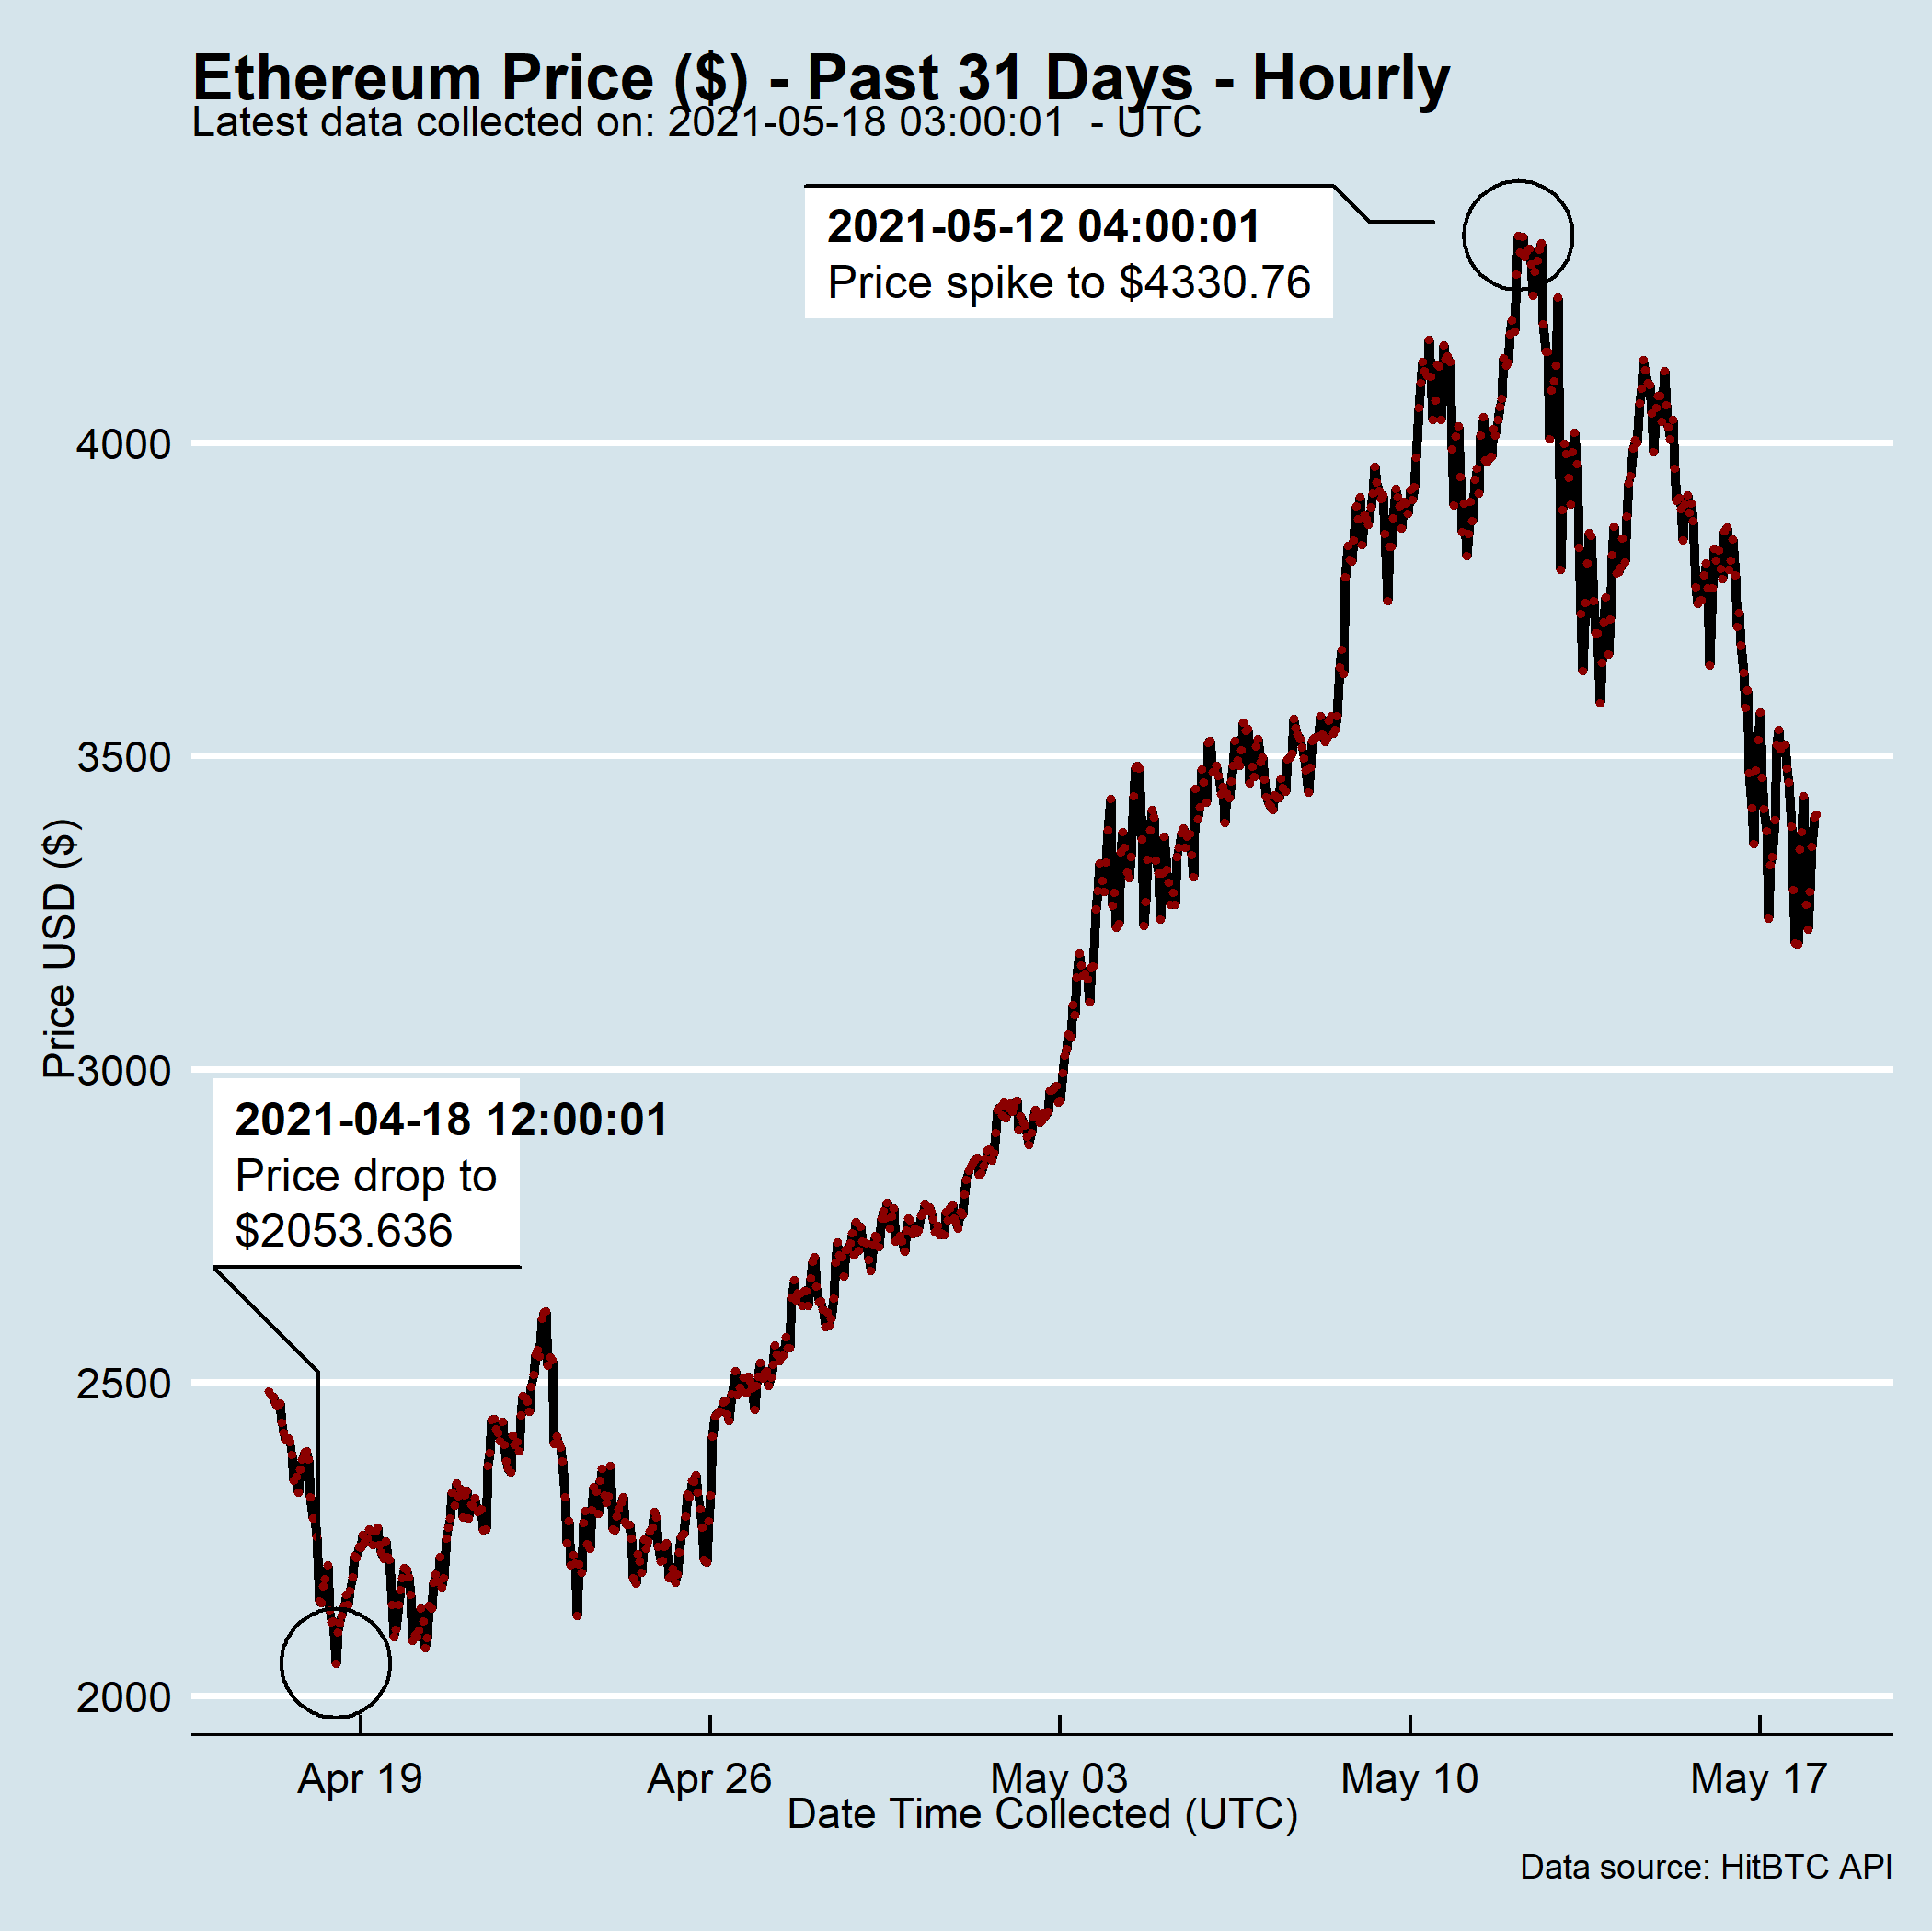 Ethereum Price ($) - Past 31 Days - Hourly
Latest data collected on: 2021-05-18 03:00:01  - UTC
2021-05-12 04:00:01
Price spike to $4330.76
4000
3500
Price USD ($)
3000
2021-04-18 12:00:01
Price drop to
$2053.636
2500
2000
Apr 19
Apr 26
May 03
May 10
May 17
Date Time Collected (UTC)
Data source: HitBTC API